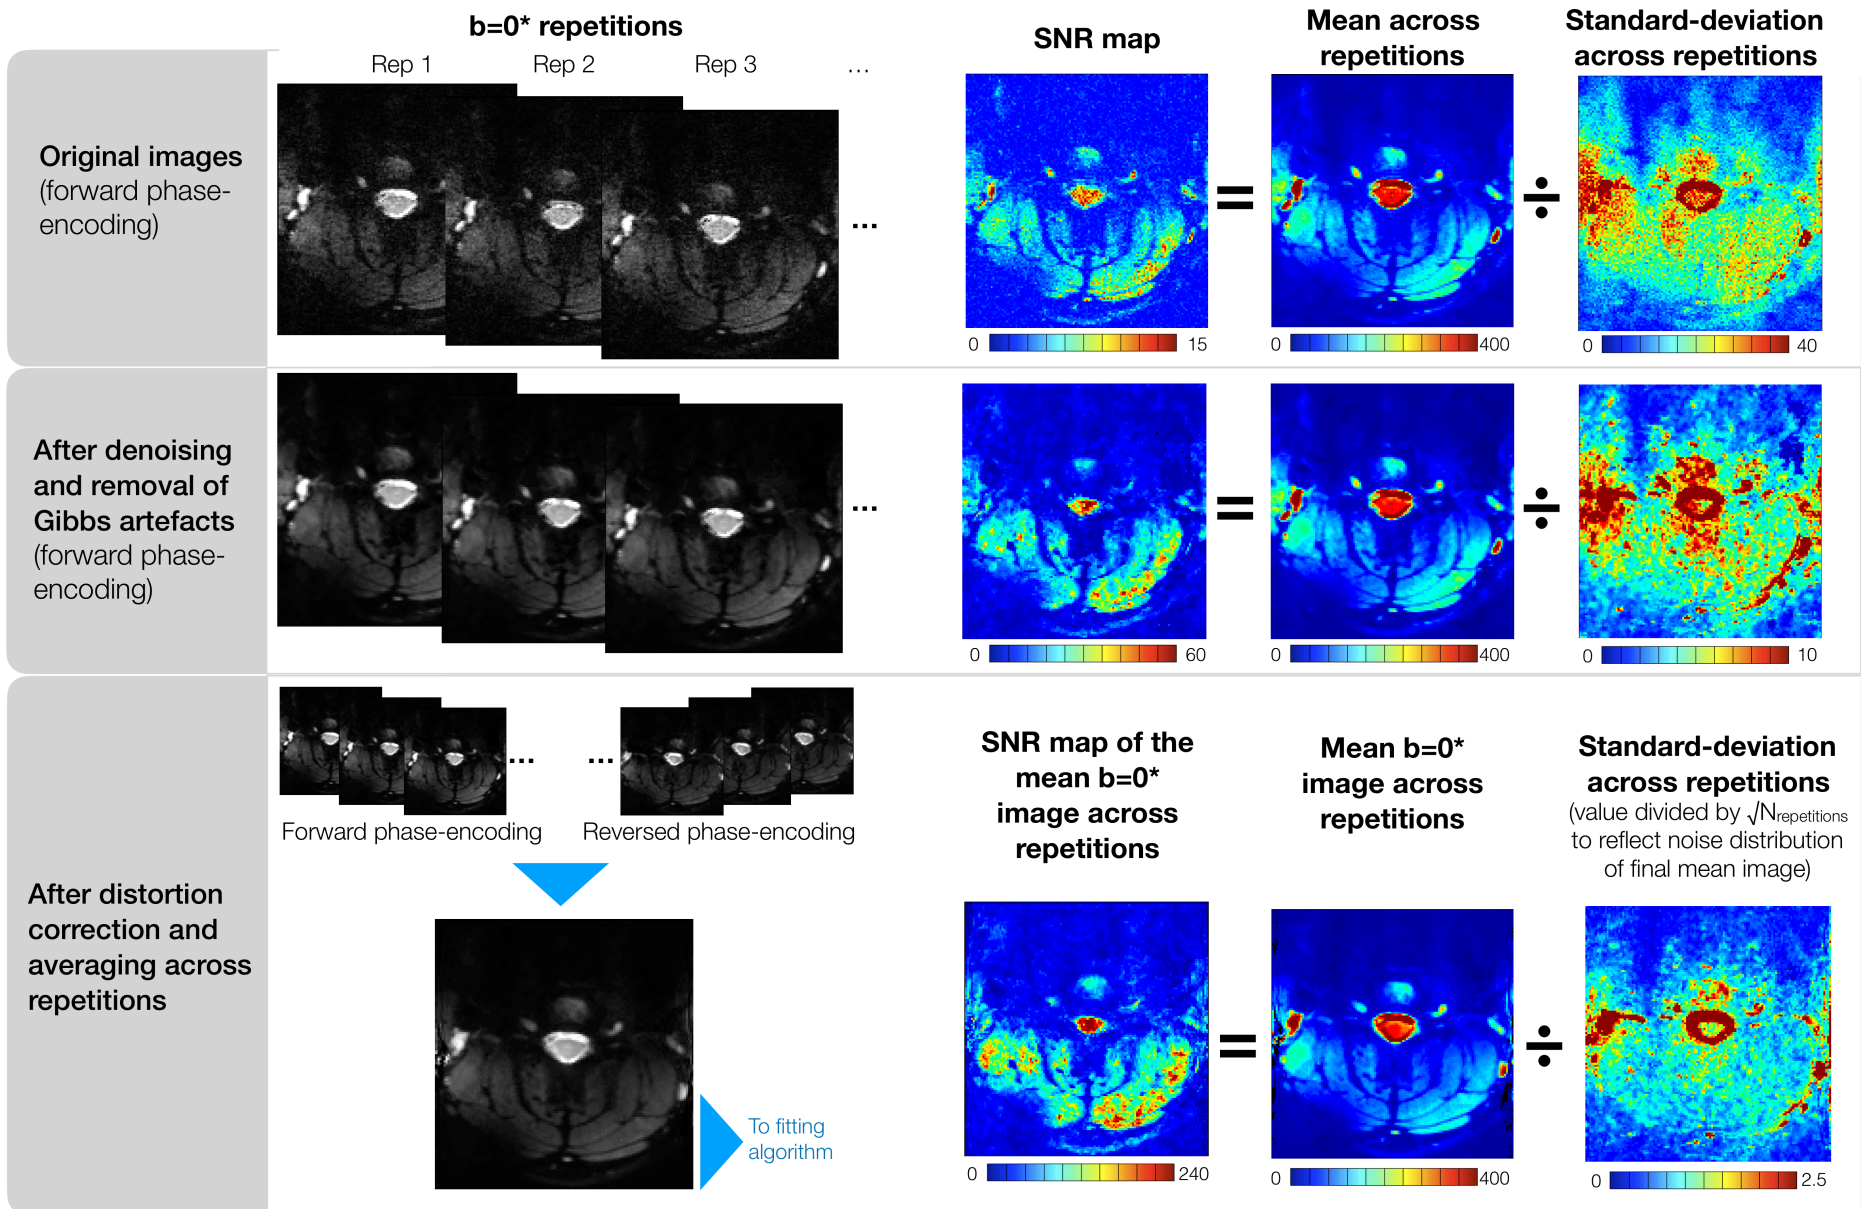 b=0* repetitions
Rep 1
Rep 2
Rep 3
...
SNR map
Mean across
repetitions
Standard-deviation
across repetitions
Original images
(forward phase-
encoding)
...
=
÷
0
15
0
400
0
40
After denoising
and removal of
Gibbs artefacts
(forward phase-
encoding)
...
=
÷
0
60
0
400
0
10
After distortion
correction and
averaging across
repetitions
...
...
Forward phase-encoding
Reversed phase-encoding
To fitting
algorithm
SNR map of the
mean b=0*
image across
repetitions
Mean b=0*
image across
repetitions
Standard-deviation
across repetitions
(value divided by √Nrepetitions
to reflect noise distribution
of final mean image)
=
÷
0
240
0
400
0
2.5